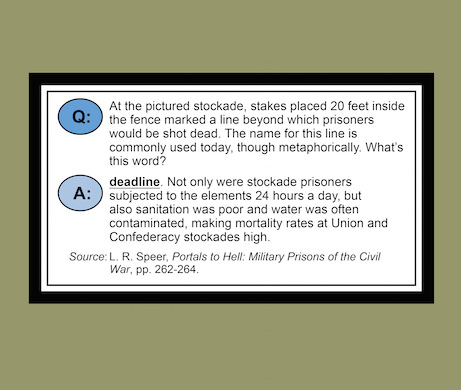 Q: At the pictured stockade, stakes placed 20 feet inside
the fence marked a line beyond which prisoners
would be shot dead. The name for this line is
commonly used today, though metaphorically. What's
this word?
A: deadline. Not only were stockade prisoners
subjected to the elements 24 hours a day, but
also sanitation was poor and water was often
contaminated, making mortality rates at Union and
Confederacy stockades high.
Source: L. R. Speer, Portals to Hell: Military Prisons of the Civil
War, pp. 262-264.